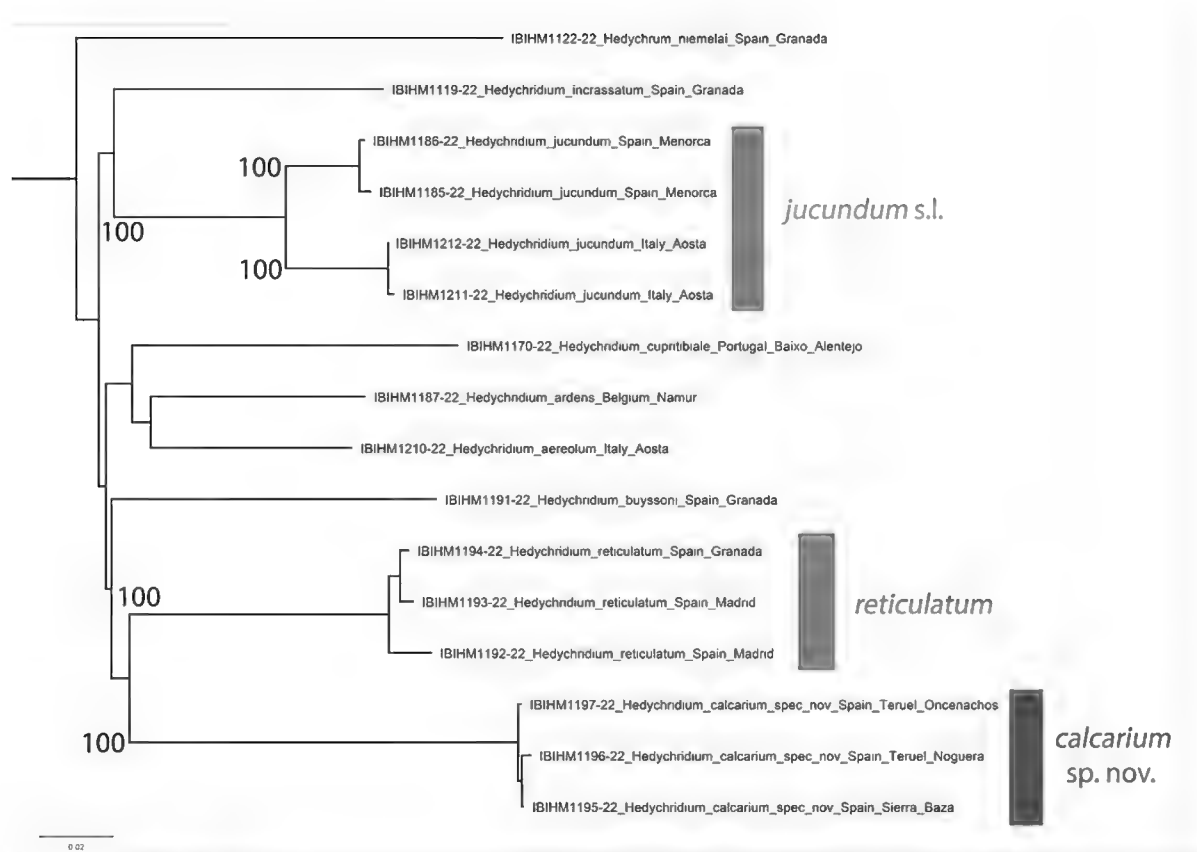 IBIHM1122-22_Hedychrum_niemelai_Spain_Granada
IBIHM1119-22_Hedychridium_incrassatum_Spain_Granada
IBIHM1186-22_Hedychridium_jucundum_Spain_Menorca
100
IBIHM1185-22_Hedychridium_jucundum_Spain_Menorca
jucundum s.l.
100
IBIHM1212-22_Hedychridium_jucundum_Italy_Aosta
100
IBIHM1211-22_Hedychridium_jucundum_Italy_Aosta
IBIHM1170-22_Hedychridium_cupritibiale_Portugal_Baixo_Alentejo
IBIHM1187-22_Hedychridium_ardens_Belgium_Namur
IBIHM1210-22_Hedychridium_aereolum_Italy_Aosta
IBIHM1191-22_Hedychridium_buyssoni_Spain_Granada
IBIHM1194-22_Hedychridium_reticulatum_Spain_Granada
100
IBIHM1193-22_Hedychridium_reticulatum_Spain_Madrid
reticulatum
IBIHM1192-22_Hedychridium_reticulatum_Spain_Madrid
IBIHM1197-22_Hedychridium_calcarium_spec_nov_Spain_Teruel_Oncenachos
100
calcarium
IBIHM1196-22_Hedychridium_calcarium_spec_nov_Spain_Teruel_Noguera
sp. nov.
IBIHM1195-22_Hedychridium_calcarium_spec_nov_Spain_Sierra_Baza
0.02